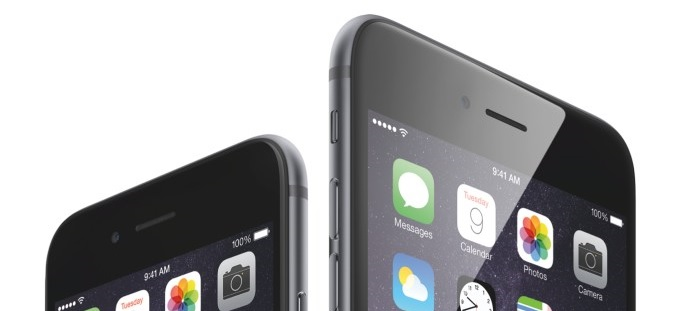 9:41 AM
100%
Messages
Tuesday
9
Calendar
Photos
Camera
9:41 AM
100%
Tuesday